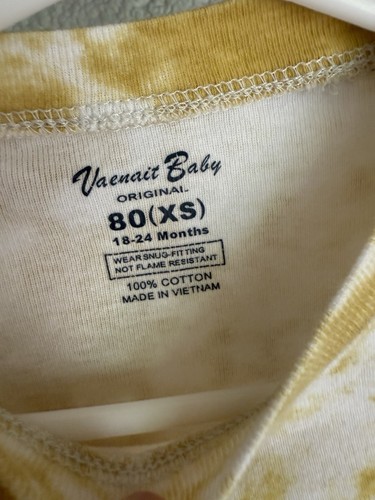 Vaenait Baby
ORIGINAL
80(XS)
18-24 Months
WEAR SNUG-FITTING
NOT FLAME RESISTANT
100% COTTON
MADE IN VIETNAM